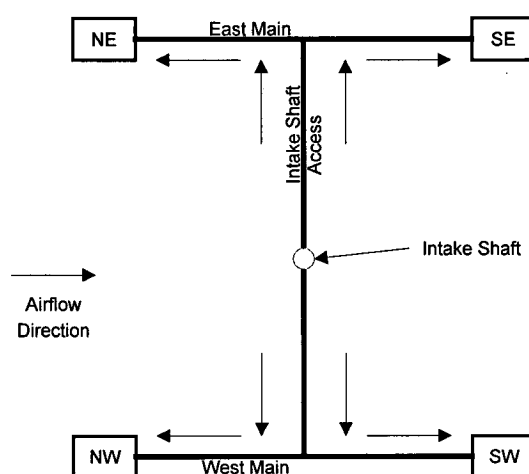 NE
East Main
SE
Intake Shaft
Access
Intake Shaft
Airflow
Direction
NW
West Main
SW